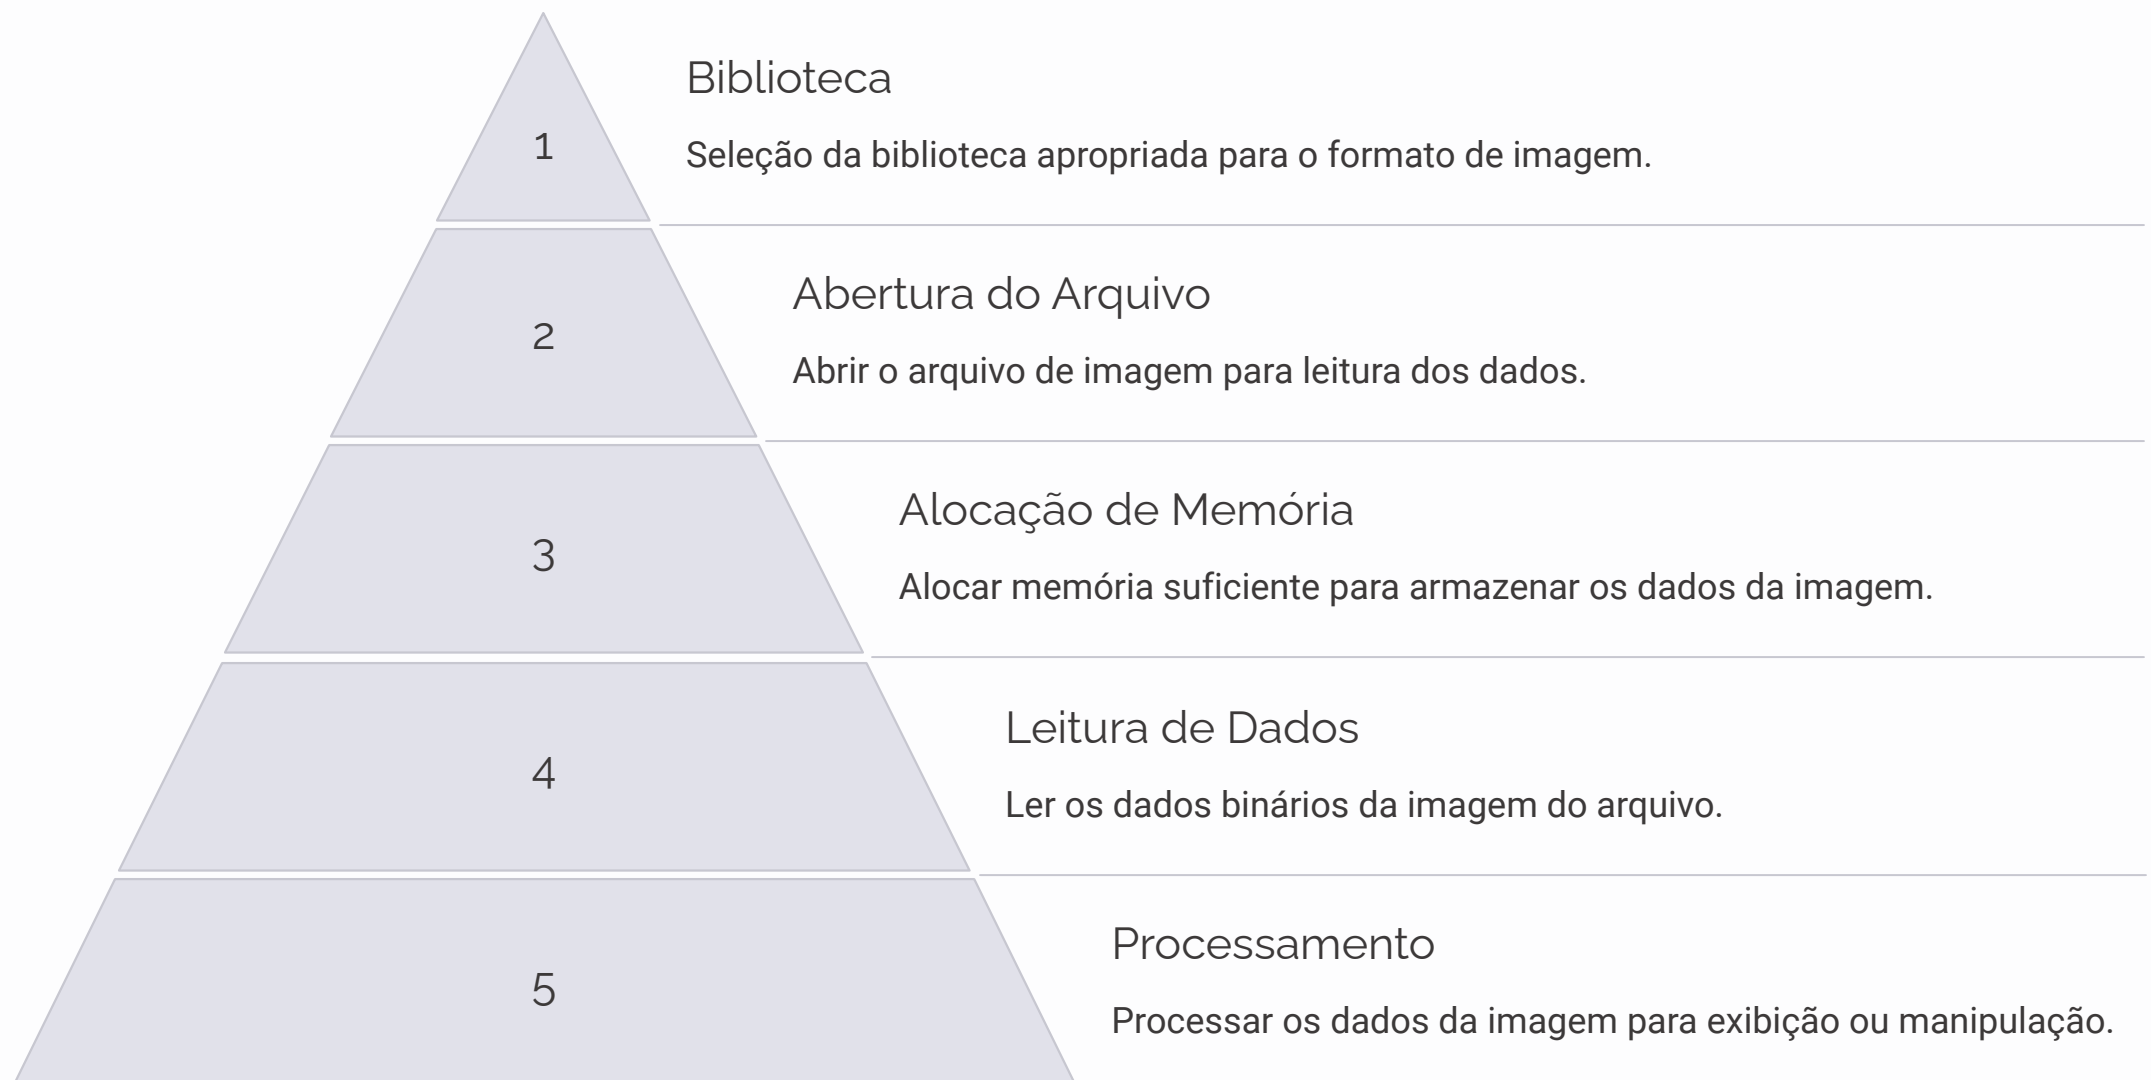 1
Biblioteca
Seleção da biblioteca apropriada para o formato de imagem.
2
Abertura do Arquivo
Abrir o arquivo de imagem para leitura dos dados.
3
Alocação de Memória
Alocar memória suficiente para armazenar os dados da imagem.
4
Leitura de Dados
Ler os dados binários da imagem do arquivo.
5
Processamento
Processar os dados da imagem para exibição ou manipulação.